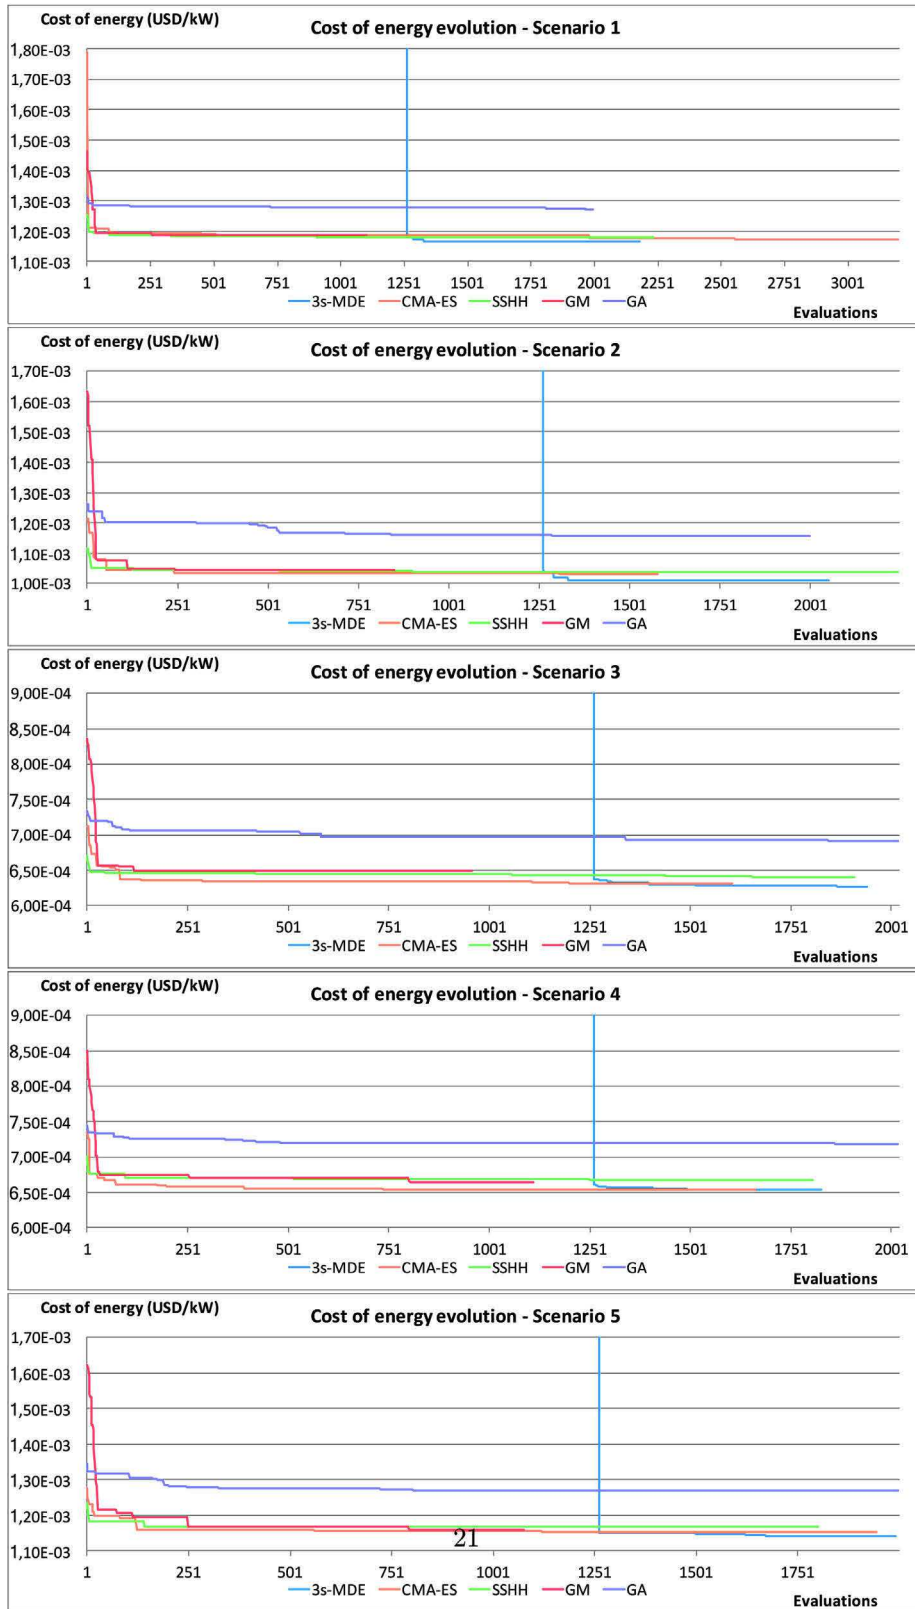 Cost of energy (USD/kW)
Cost of energy evolution - Scenario 1
1,80E-03
1,70E-03
1,60E-03
1,50E-03
1,40E-03
1,30E-03
1,20E-03
1,10E-03
1 251 501 751 1001 1251 1501 1751 2001 2251 2501 2751 3001
3s-MDE CMA-ES SSHH GM GA
Evaluations
Cost of energy (USD/kW)
Cost of energy evolution - Scenario 2
1,70E-03
1,60E-03
1,50E-03
1,40E-03
1,30E-03
1,20E-03
1,10E-03
1,00E-03
1 251 501 751 1001 1251 1501 1751 2001
3s-MDE CMA-ES SSHH GM GA
Evaluations
Cost of energy (USD/kW)
Cost of energy evolution - Scenario 3
9,00E-04
8,50E-04
8,00E-04
7,50E-04
7,00E-04
6,50E-04
6,00E-04
1 251 501 751 1001 1251 1501 1751 2001
3s-MDE CMA-ES SSHH GM GA
Evaluations
Cost of energy (USD/kW)
Cost of energy evolution - Scenario 4
9,00E-04
8,50E-04
8,00E-04
7,50E-04
7,00E-04
6,50E-04
6,00E-04
1 251 501 751 1001 1251 1501 1751 2001
3s-MDE CMA-ES SSHH GM GA
Evaluations
Cost of energy (USD/kW)
Cost of energy evolution - Scenario 5
1,70E-03
1,60E-03
1,50E-03
1,40E-03
1,30E-03
1,20E-03
1,10E-03
21
1 251 501 751 1001 1251 1501 1751
3s-MDE CMA-ES SSHH GM GA
Evaluations